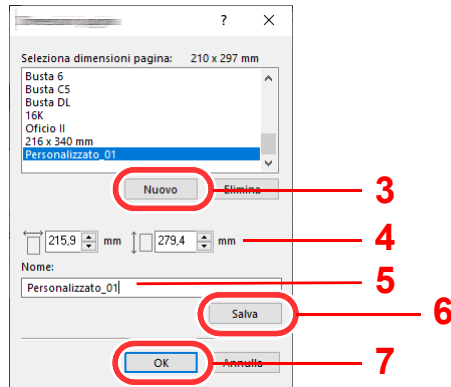 ? ×
Seleziona dimensioni pagina: 210 x 297 mm
Busta 6
Busta C5
Busta DL
16K
Oficio II
216 x 340 mm
Personalizzato_01
Nuovo Elimina 3
215,9 mm 279,4 mm 4
Nome:
Personalizzato_01 5
Salva 6
OK Annulla 7